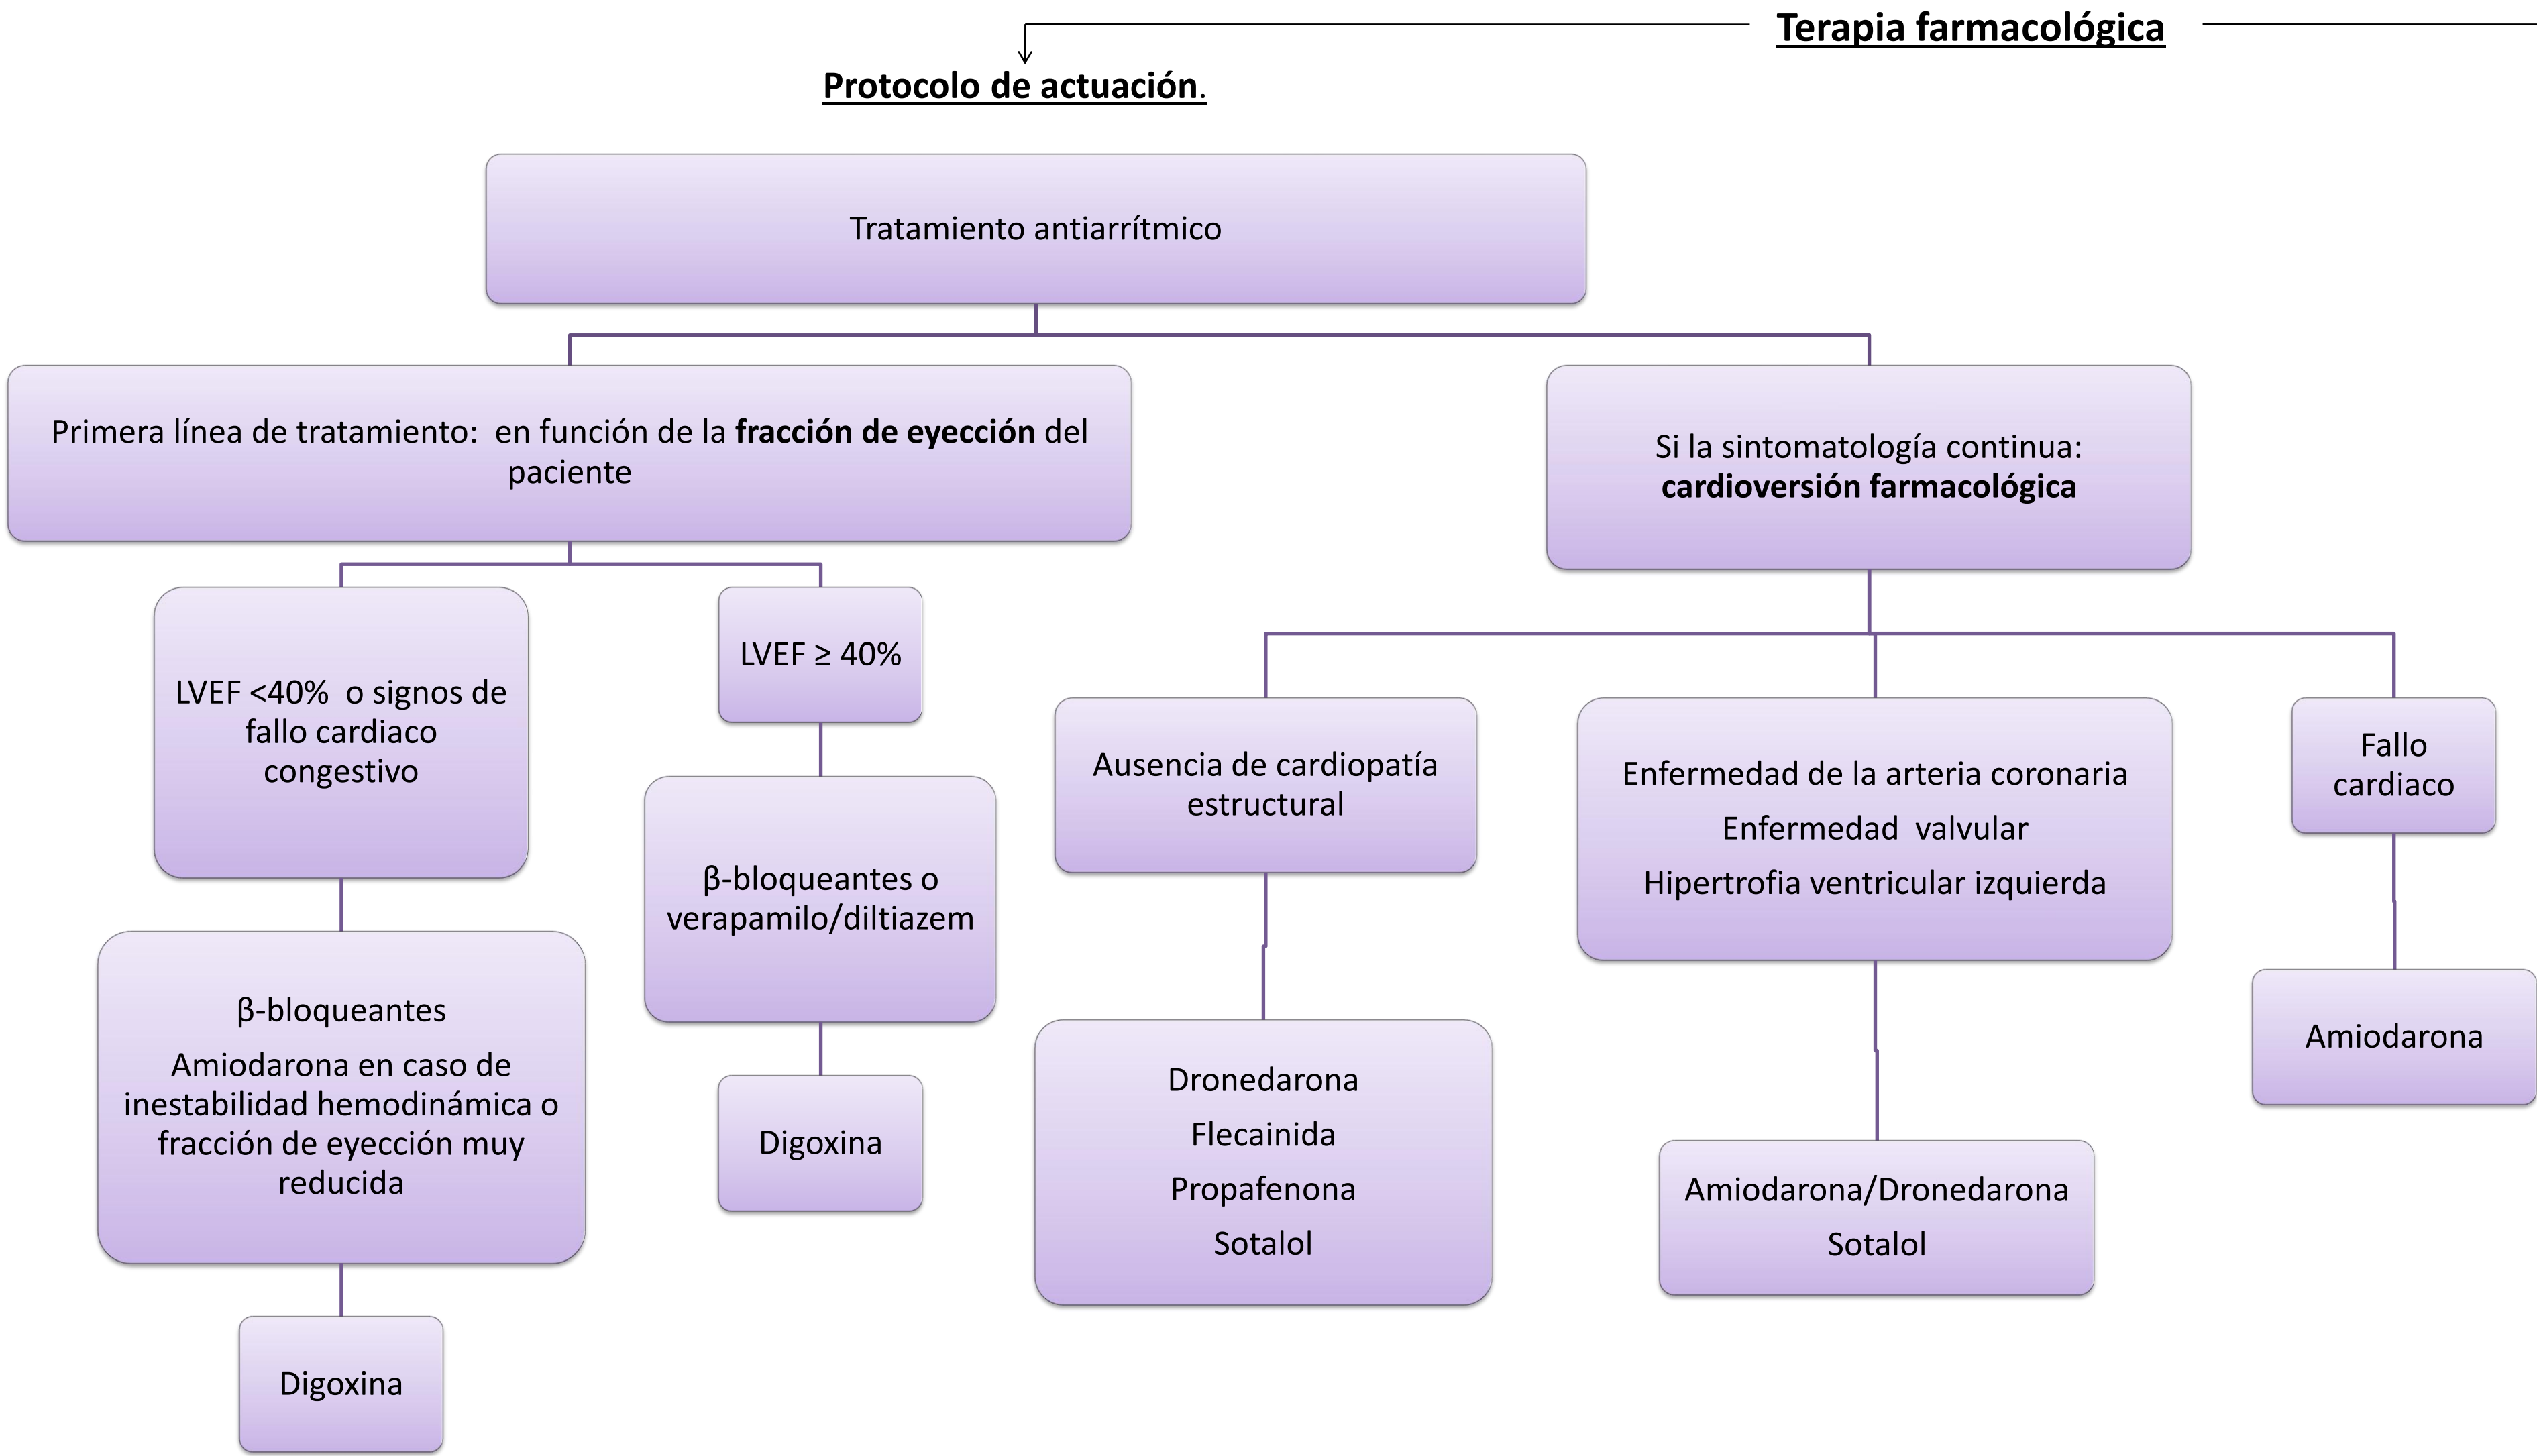 Terapia farmacológica
Protocolo de actuación.
Tratamiento antiarrítmico
Primera línea de tratamiento:  en función de la fracción de eyección del
paciente
Si la sintomatología continua:
cardioversión farmacológica
LVEF <40%  o signos de
fallo cardiaco
congestivo
LVEF ≥ 40%
β-bloqueantes
Amiodarona en caso de
inestabilidad hemodinámica o
fracción de eyección muy
reducida
Digoxina
β-bloqueantes o
verapamilo/diltiazem
Digoxina
Ausencia de cardiopatía
estructural
Dronedarona
Flecainida
Propafenona
Sotalol
Enfermedad de la arteria coronaria
Enfermedad  valvular
Hipertrofia ventricular izquierda
Amiodarona/Dronedarona
Sotalol
Fallo
cardiaco
Amiodarona